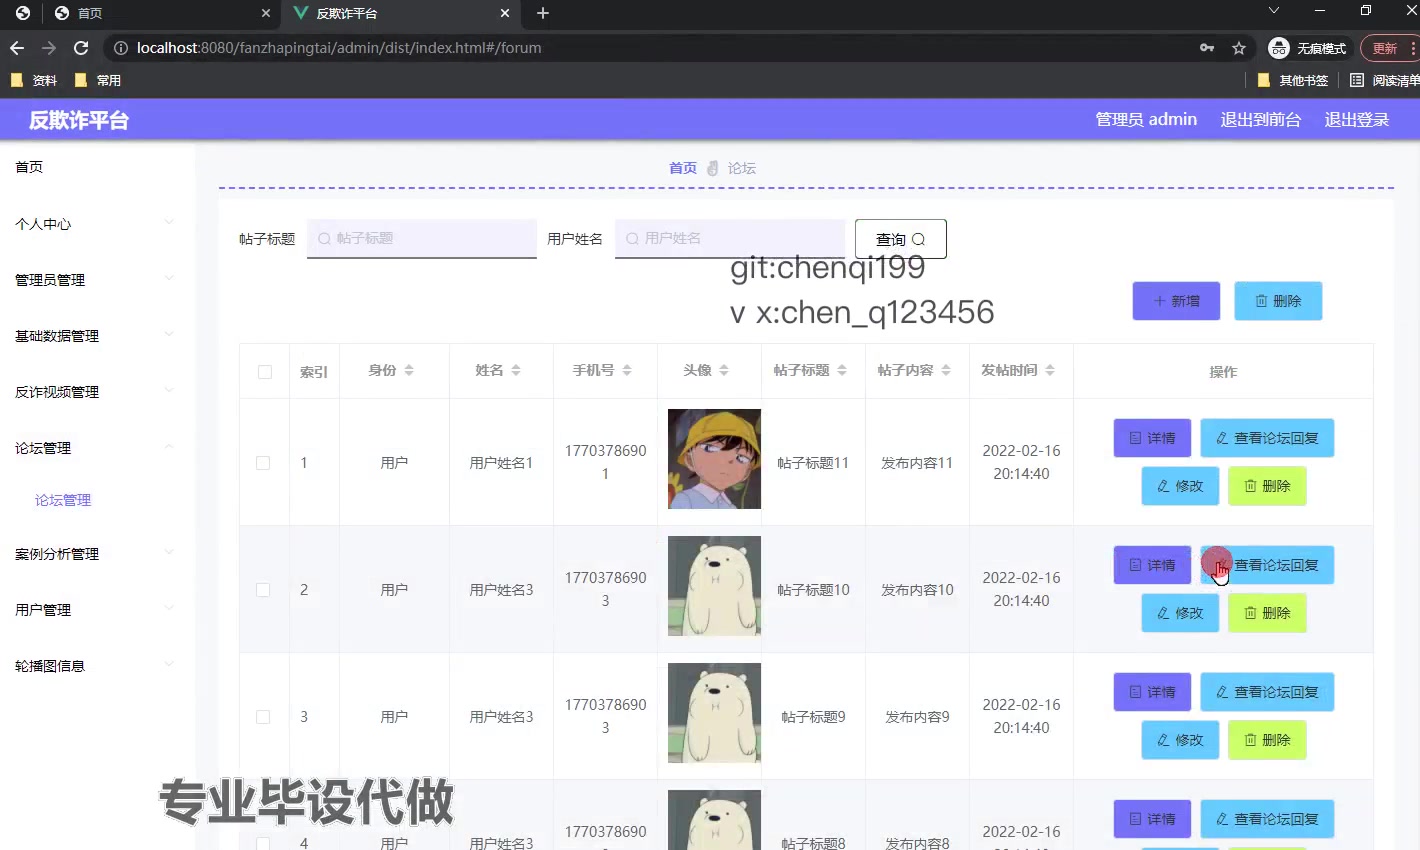 首页
反欺诈平台
localhost:8080/fanzhapingtai/admin/dist/index.html#/forum
无痕模式
更新
资料
常用
其他书签
阅读清单
反欺诈平台
管理员 admin
退出到前台
退出登录
首页
个人中心
管理员管理
基础数据管理
反诈视频管理
论坛管理
论坛管理
案例分析管理
用户管理
轮播图信息
首页 论坛
帖子标题 帖子标题 用户姓名 用户姓名 查询
git:chenqi199
v x:chen_q123456
新增 删除
索引 身份 姓名 手机号 头像 帖子标题 帖子内容 发帖时间 操作
1 用户 用户姓名1 1770378690
1
帖子标题11 发布内容11 2022-02-16
20:14:40
详情 查看论坛回复
修改 删除
2 用户 用户姓名3 1770378690
3
帖子标题10 发布内容10 2022-02-16
20:14:40
详情 查看论坛回复
修改 删除
3 用户 用户姓名3 1770378690
3
帖子标题9 发布内容9 2022-02-16
20:14:40
详情 查看论坛回复
修改 删除
专业毕设代做
4 用户 用户姓名3 1770378690
帖子标题8 发布内容8 2022-02-16
详情 查看论坛回复